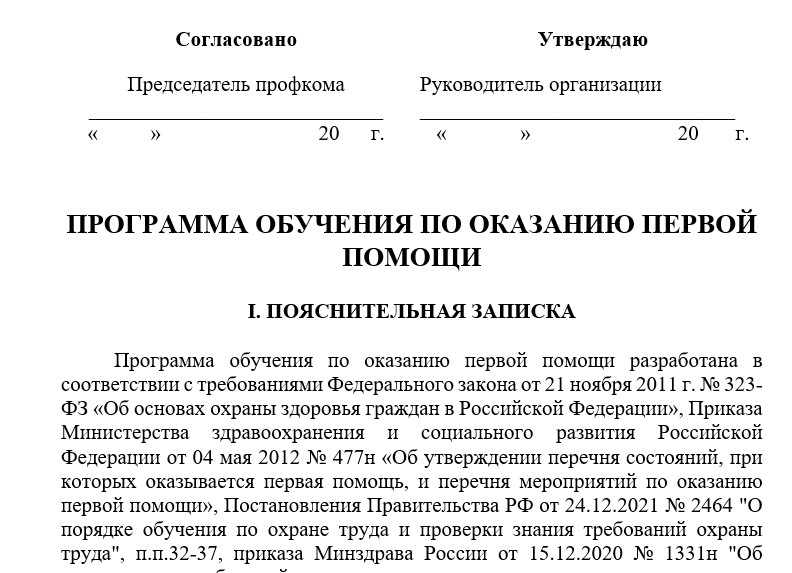 Согласовано Утверждаю
Председатель профкома Руководитель организации
« » 20 г. « » 20 г.
ПРОГРАММА ОБУЧЕНИЯ ПО ОКАЗАНИЮ ПЕРВОЙ
ПОМОЩИ
I. ПОЯСНИТЕЛЬНАЯ ЗАПИСКА
Программа обучения по оказанию первой помощи разработана в
соответствии с требованиями Федерального закона от 21 ноября 2011 г. № 323-
ФЗ «Об основах охраны здоровья граждан в Российской Федерации», Приказа
Министерства здравоохранения и социального развития Российской
Федерации от 04 мая 2012 № 477н «Об утверждении перечня состояний, при
которых оказывается первая помощь, и перечня мероприятий по оказанию
первой помощи», Постановления Правительства РФ от 24.12.2021 № 2464 "О
порядке обучения по охране труда и проверки знания требований охраны
труда", п.п.32-37, приказа Минздрава России от 15.12.2020 № 1331н "Об